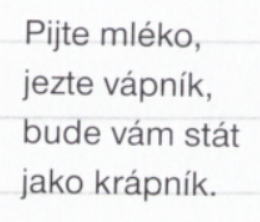 Pijte mléko,
jezte vápník,
bude vám stát
jako krápník.